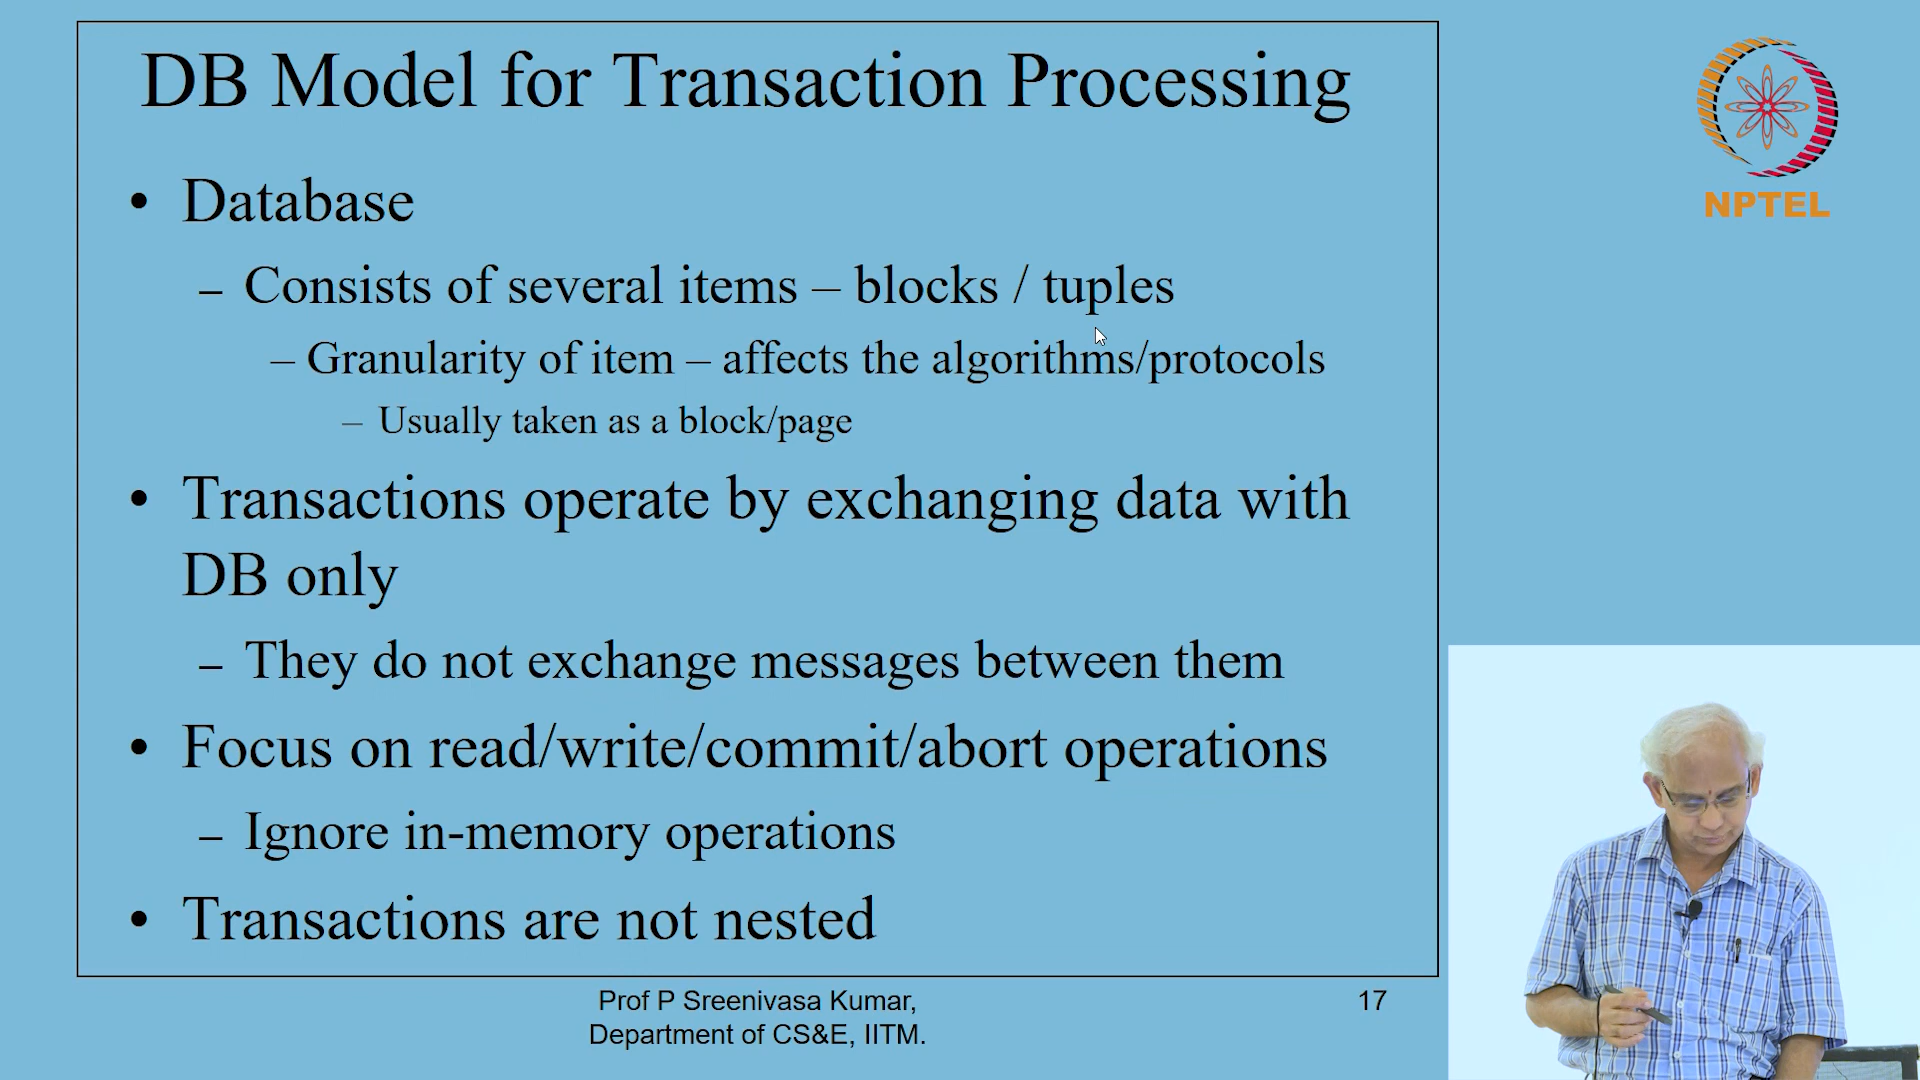 DB Model for Transaction Processing
• Database
– Consists of several items – blocks / tuples
– Granularity of item – affects the algorithms/protocols
– Usually taken as a block/page
• Transactions operate by exchanging data with
DB only
– They do not exchange messages between them
• Focus on read/write/commit/abort operations
– Ignore in-memory operations
• Transactions are not nested
Prof P Sreenivasa Kumar,
Department of CS&E, IITM.
17
NPTEL